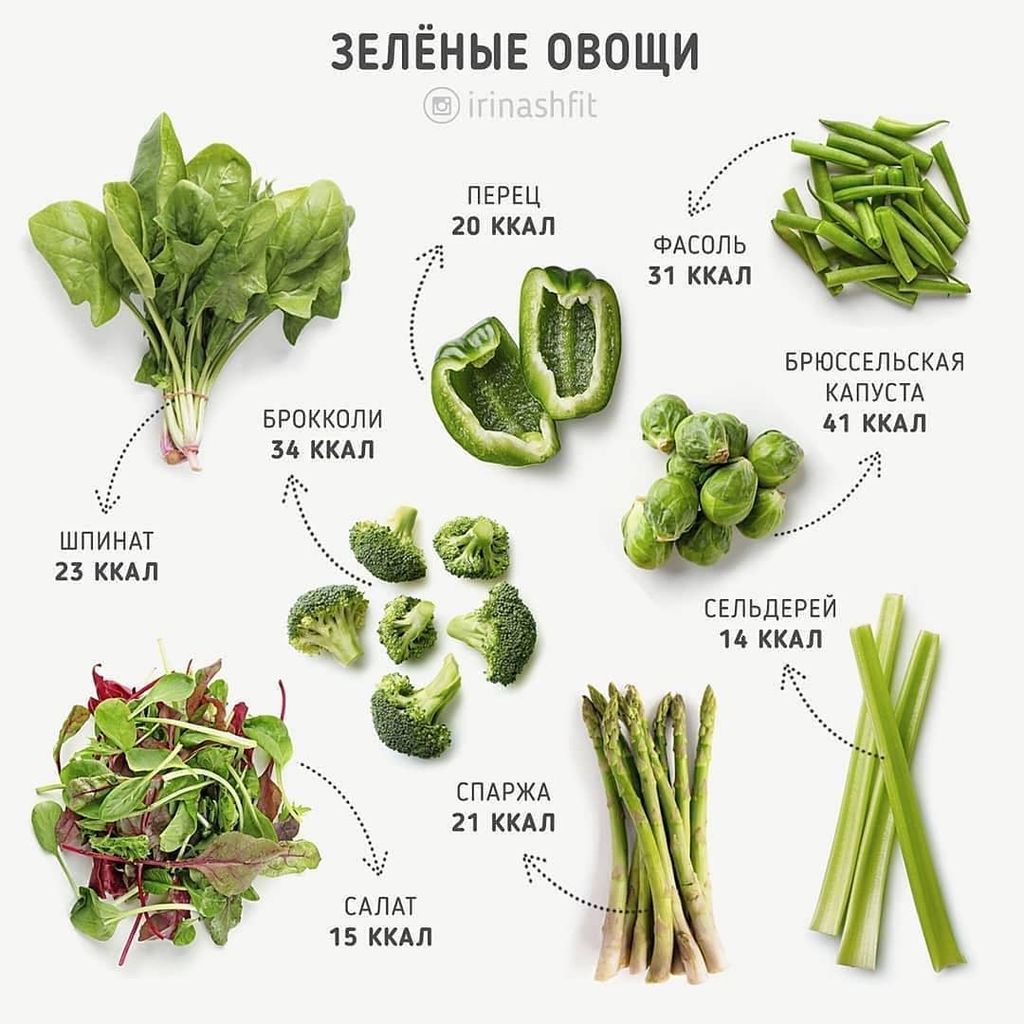 ЗЕЛЁНЫЕ ОВОЩИ
irinashfit
ПЕРЕЦ
20 ККАЛ
ФАСОЛЬ
31 ККАЛ
БРЮССЕЛЬСКАЯ
КАПУСТА
41 ККАЛ
БРОККОЛИ
34 ККАЛ
ШПИНАТ
23 ККАЛ
СЕЛЬДЕРЕЙ
14 ККАЛ
СПАРЖА
21 ККАЛ
САЛАТ
15 ККАЛ